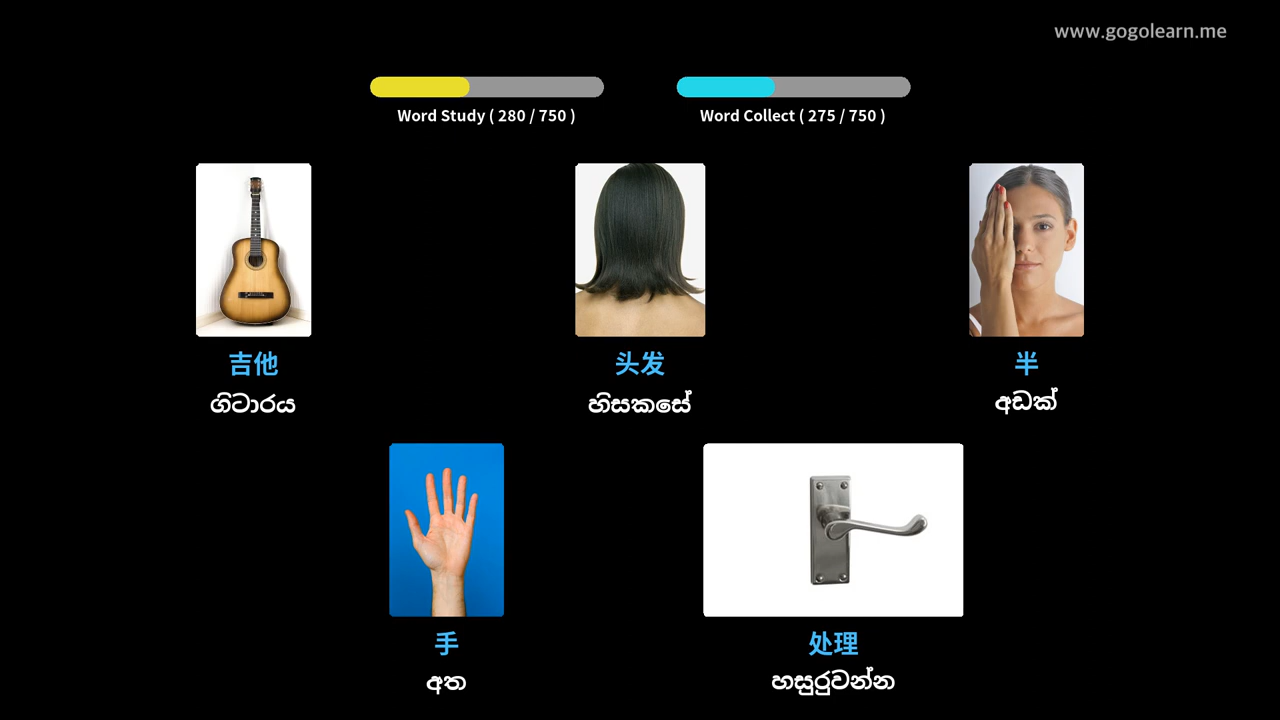 www.gogolearn.me
Word Study ( 280 / 750 )
Word Collect ( 275 / 750 )
吉他
ගිටාරය
头发
හිසකසේ
半
අඩක්
手
අත
处理
හසුරුවන්න